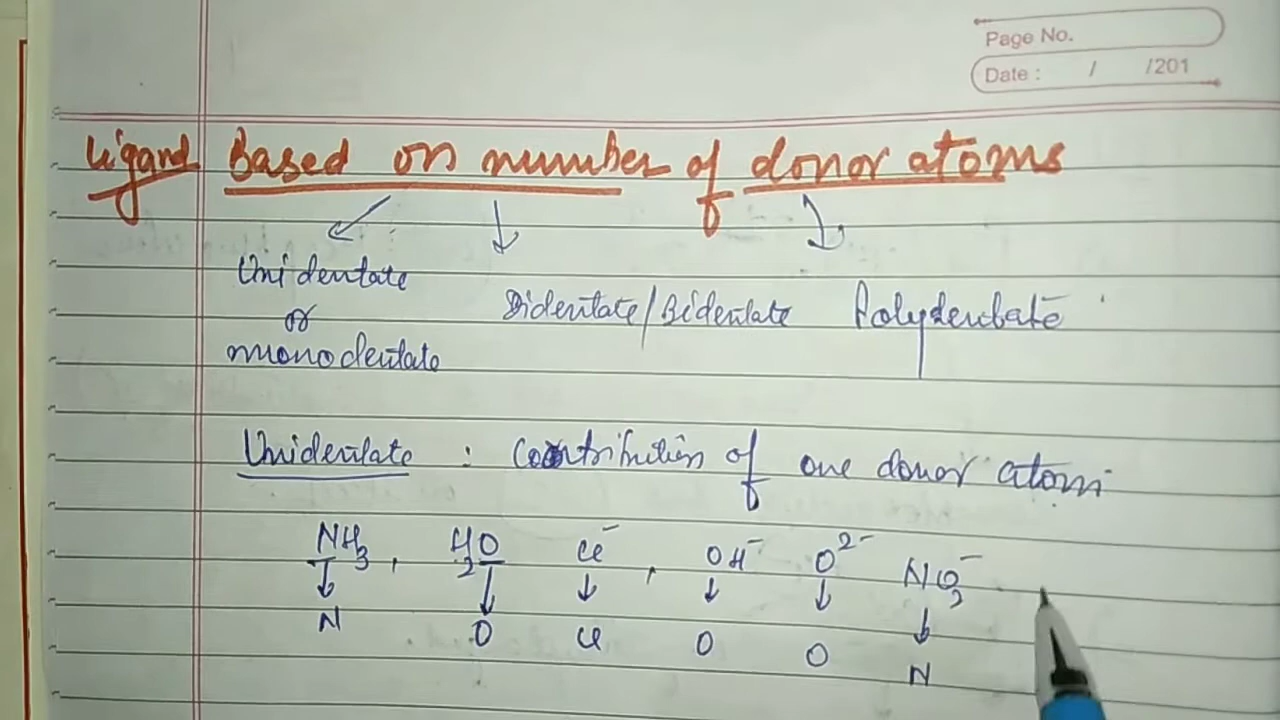 Page No.
Date : / /201
Ligand Based on number of donor atoms
Unidentate
or
monodentate
Didentate/Bidentate
Polydentate
Unidentate : Contribution of one donor atom
NH3, H2O Cl⁻, OH⁻ O²⁻ NO3⁻
N O Cl O O N